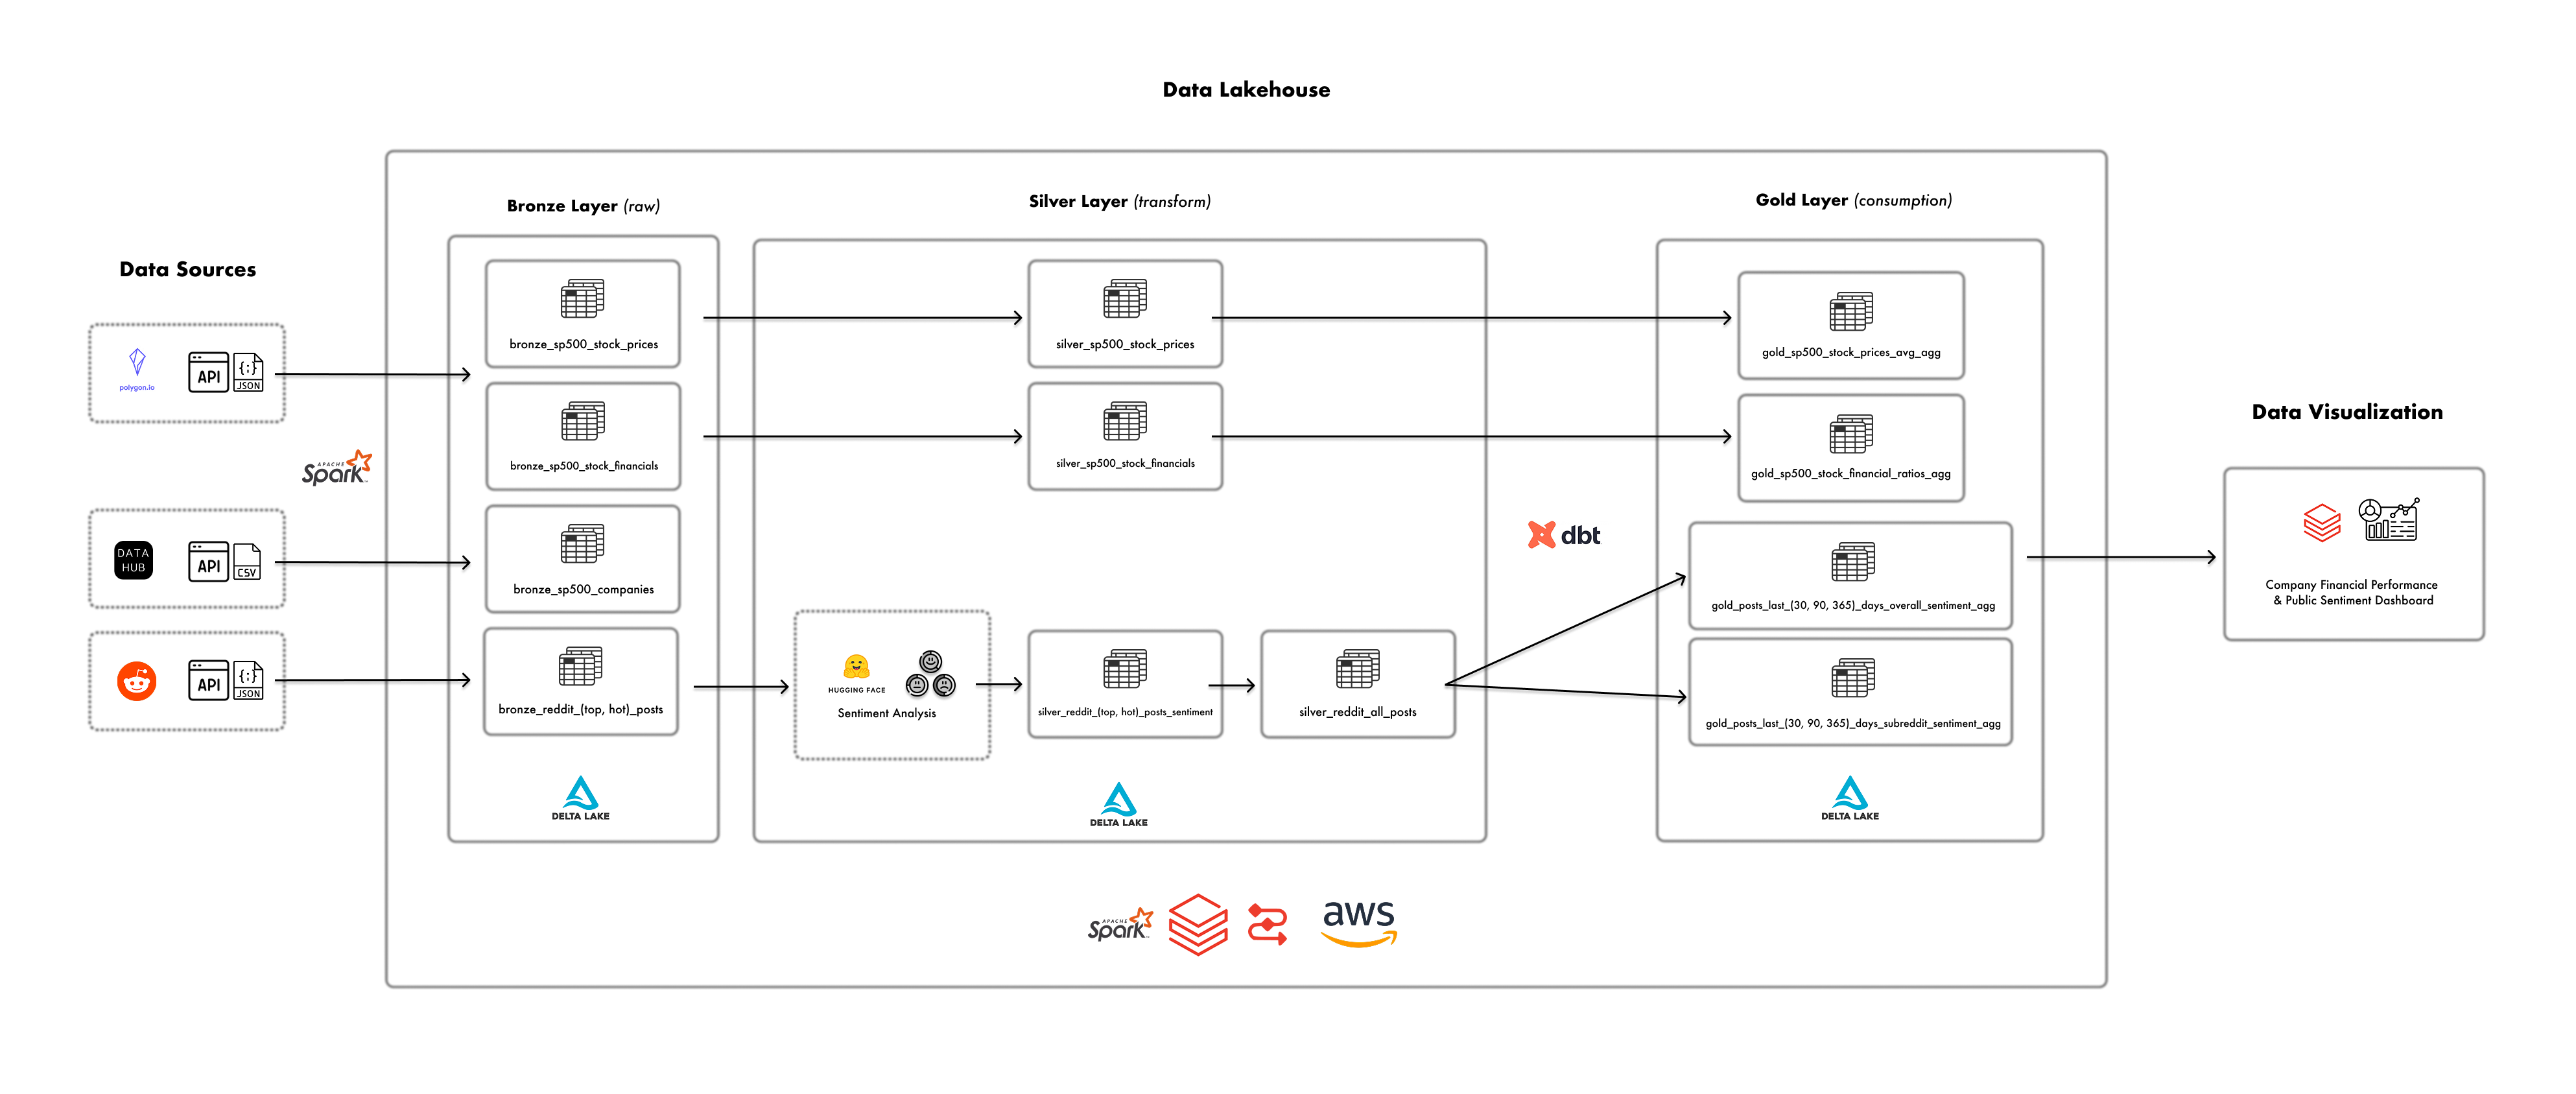 Data Lakehouse
Data Sources
polygon.io
API
{:}
JSON
DATA
HUB
API
CSV
API
{:}
JSON
APACHE
Spark
Bronze Layer (raw)
bronze_sp500_stock_prices
bronze_sp500_stock_financials
bronze_sp500_companies
bronze_reddit_(top, hot)_posts
DELTA LAKE
Silver Layer (transform)
silver_sp500_stock_prices
silver_sp500_stock_financials
HUGGING FACE
Sentiment Analysis
silver_reddit_(top, hot)_posts_sentiment
silver_reddit_all_posts
DELTA LAKE
dbt
Gold Layer (consumption)
gold_sp500_stock_prices_avg_agg
gold_sp500_stock_financial_ratios_agg
gold_posts_last_(30, 90, 365)_days_overall_sentiment_agg
gold_posts_last_(30, 90, 365)_days_subreddit_sentiment_agg
DELTA LAKE
APACHE
Spark
aws
Data Visualization
Company Financial Performance
& Public Sentiment Dashboard